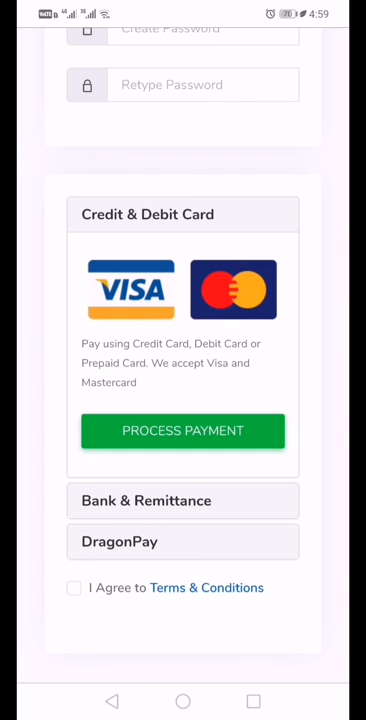 4:59
70
Create Password
Retype Password
Credit & Debit Card
VISA
Pay using Credit Card, Debit Card or
Prepaid Card. We accept Visa and
Mastercard
PROCESS PAYMENT
Bank & Remittance
DragonPay
I Agree to Terms & Conditions